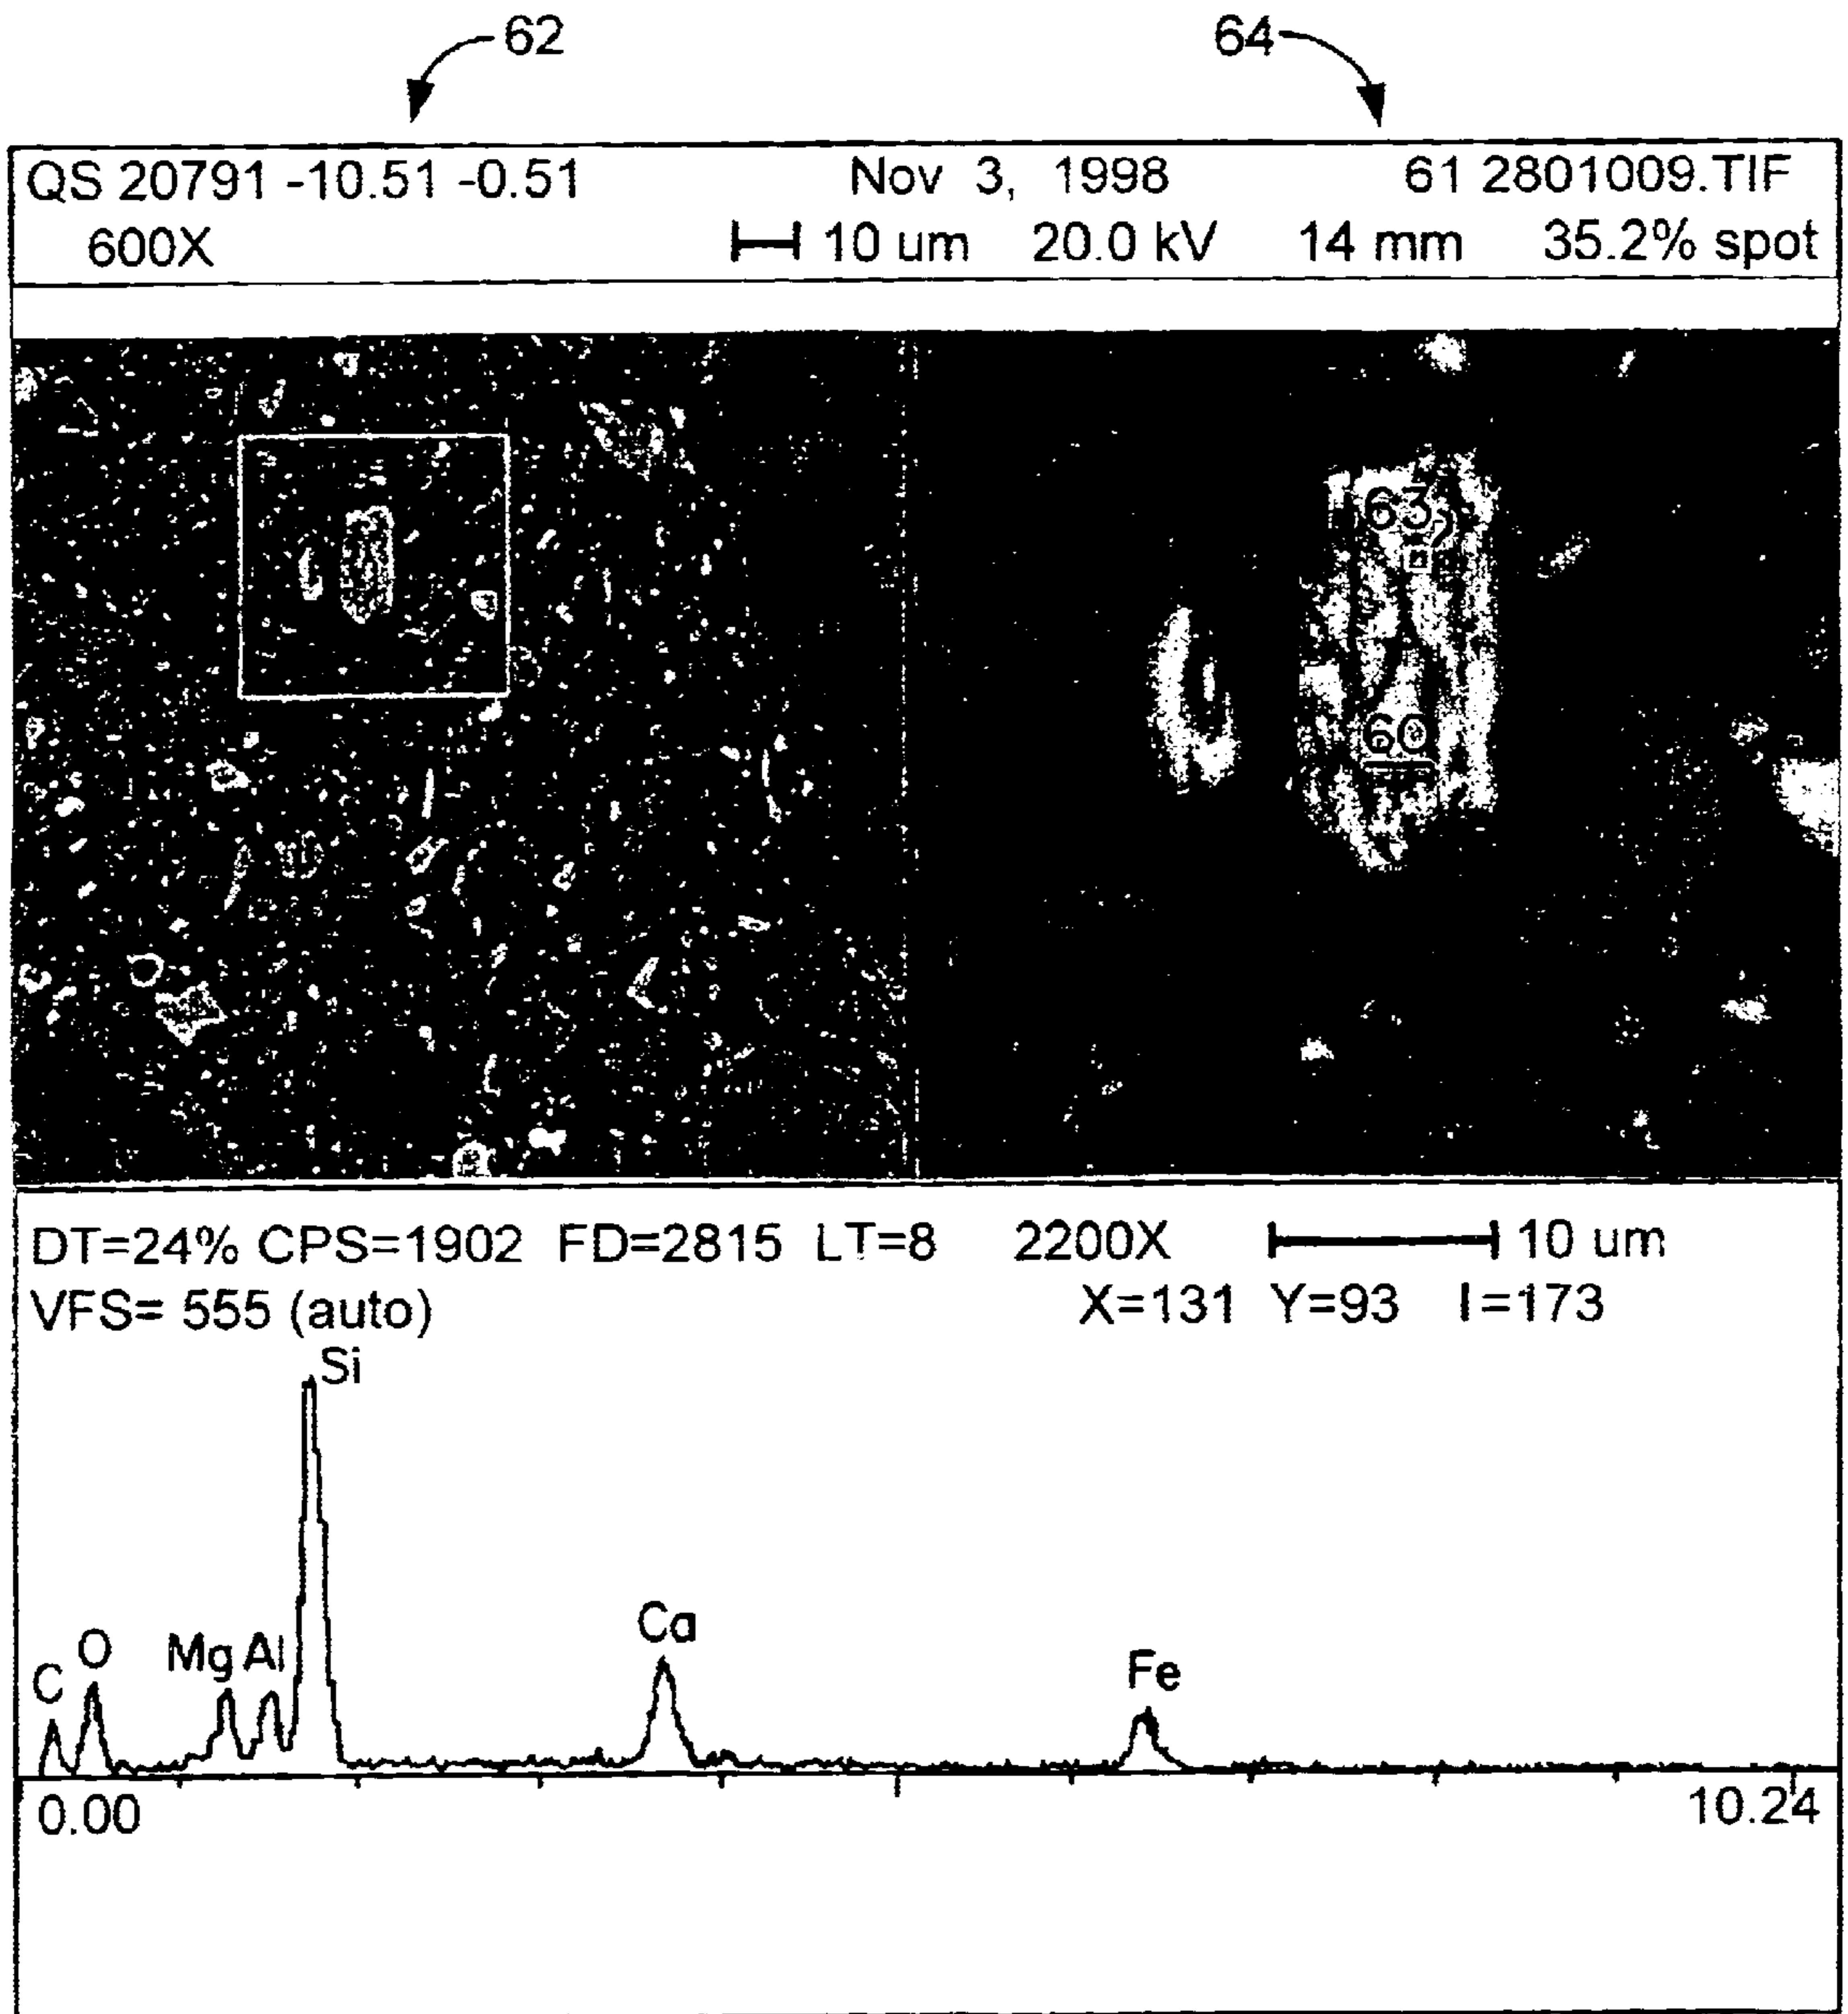 62 64
QS 20791 -10.51 -0.51 Nov 3, 1998 61 2801009.TIF
600X 10 um 20.0 kV 14 mm 35.2% spot
63
60
DT=24% CPS=1902 FD=2815 LT=8 2200X 10 um
VFS= 555 (auto) X=131 Y=93 I=173
Si
Ca
C O Mg Al Fe
0.00 10.24